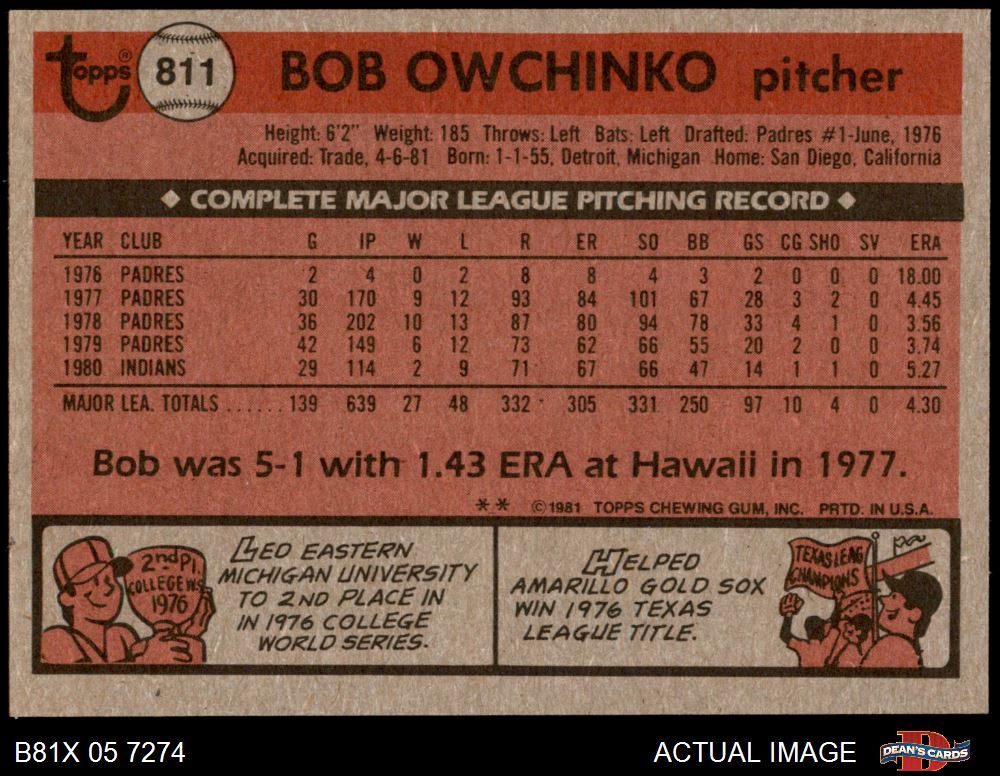 Topps® 811 BOB OWCHINKO pitcher
Height: 6'2" Weight: 185 Throws: Left Bats: Left Drafted: Padres #1-June, 1976
Acquired: Trade, 4-6-81 Born: 1-1-55, Detroit, Michigan Home: San Diego, California
◆ COMPLETE MAJOR LEAGUE PITCHING RECORD ◆
YEAR CLUB G IP W L R ER SO BB GS CG SHO SV ERA
1976 PADRES 2 4 0 2 8 8 4 3 2 0 0 0 18.00
1977 PADRES 30 170 9 12 93 84 101 67 28 3 2 0 4.45
1978 PADRES 36 202 10 13 87 80 94 78 33 4 1 0 3.56
1979 PADRES 42 149 6 12 73 62 66 55 20 2 0 0 3.74
1980 INDIANS 29 114 2 9 71 67 66 47 14 1 1 0 5.27
MAJOR LEA. TOTALS ...... 139 639 27 48 332 305 331 250 97 10 4 0 4.30
Bob was 5-1 with 1.43 ERA at Hawaii in 1977.
** ©1981 TOPPS CHEWING GUM, INC. PRTD. IN U.S.A.
2nd Pl.
COLLEGE W.S.
1976
LED EASTERN
MICHIGAN UNIVERSITY
TO 2ND PLACE IN
IN 1976 COLLEGE
WORLD SERIES.
HELPED
AMARILLO GOLD SOX
WIN 1976 TEXAS
LEAGUE TITLE.
TEXAS LEAG
CHAMPIONS
B81X 05 7274
ACTUAL IMAGE
D
DEAN'S CARDS